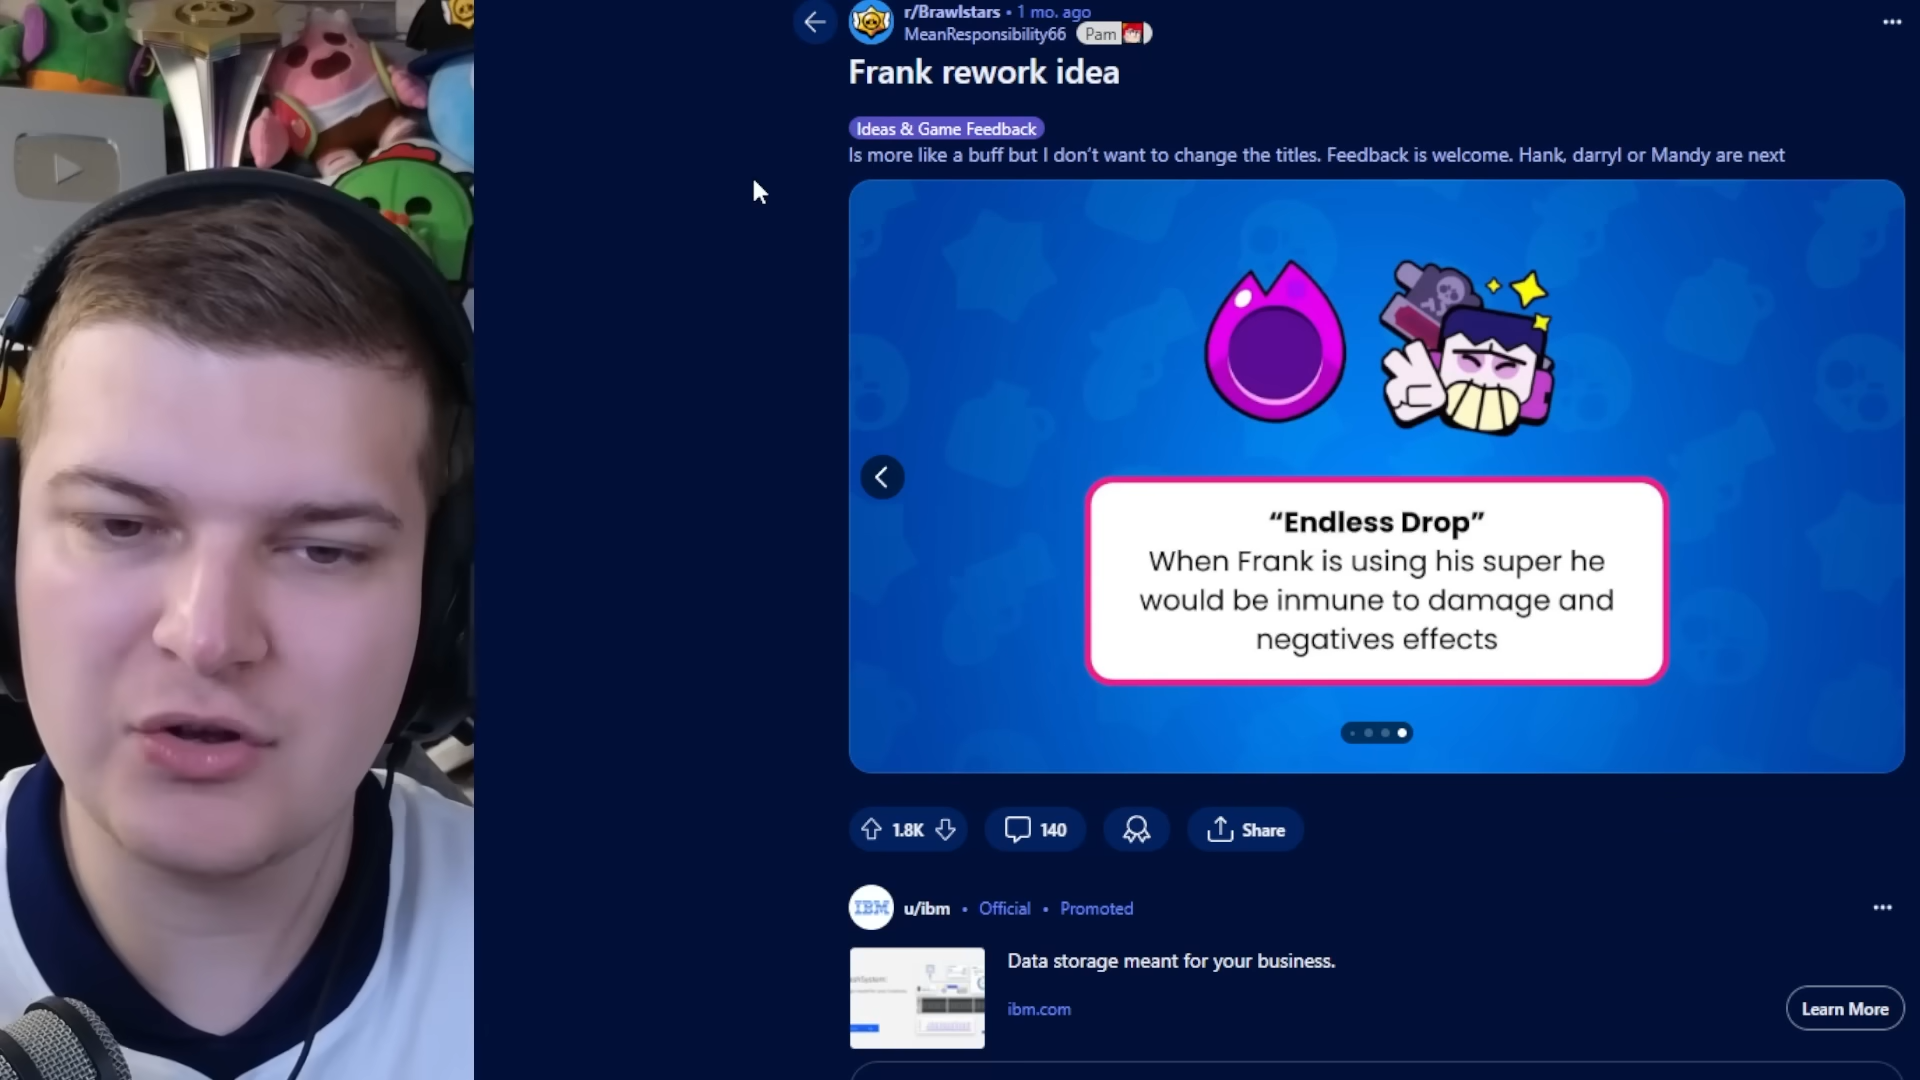 r/Brawlstars • 1 mo. ago
MeanResponsibility66 Pam
Frank rework idea
Ideas & Game Feedback
Is more like a buff but I don't want to change the titles. Feedback is welcome. Hank, darryl or Mandy are next
“Endless Drop”
When Frank is using his super he
would be inmune to damage and
negatives effects
1.8K
140
Share
IBM
u/ibm • Official • Promoted
Data storage meant for your business.
ibm.com
Learn More